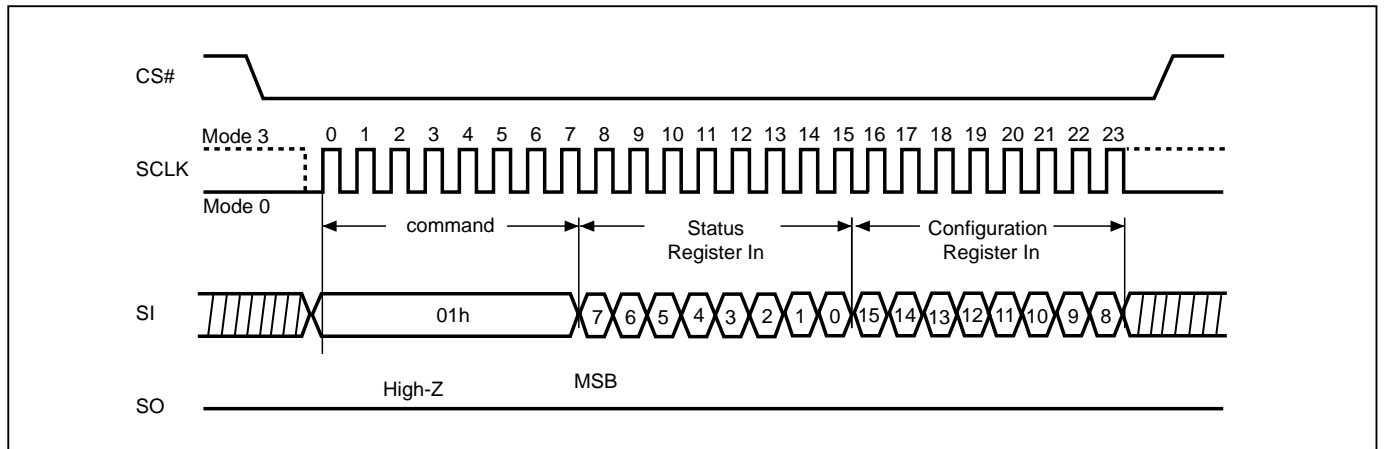 CS#
Mode 3
0 1 2 3 4 5 6 7 8 9 10 11 12 13 14 15 16 17 18 19 20 21 22 23
SCLK
Mode 0
command
Status
Register In
Configuration
Register In
SI
01h
7 6 5 4 3 2 1 0 15 14 13 12 11 10 9 8
High-Z
MSB
SO